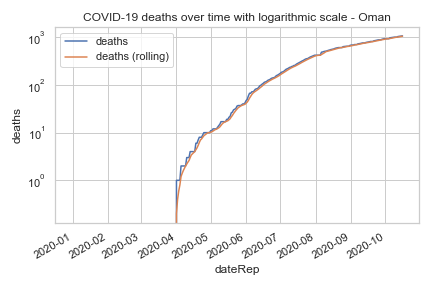 COVID-19 deaths over time with logarithmic scale - Oman
deaths
deaths (rolling)
10³
10²
10¹
10⁰
deaths
2020-01
2020-02
2020-03
2020-04
2020-05
2020-06
2020-07
2020-08
2020-09
2020-10
dateRep